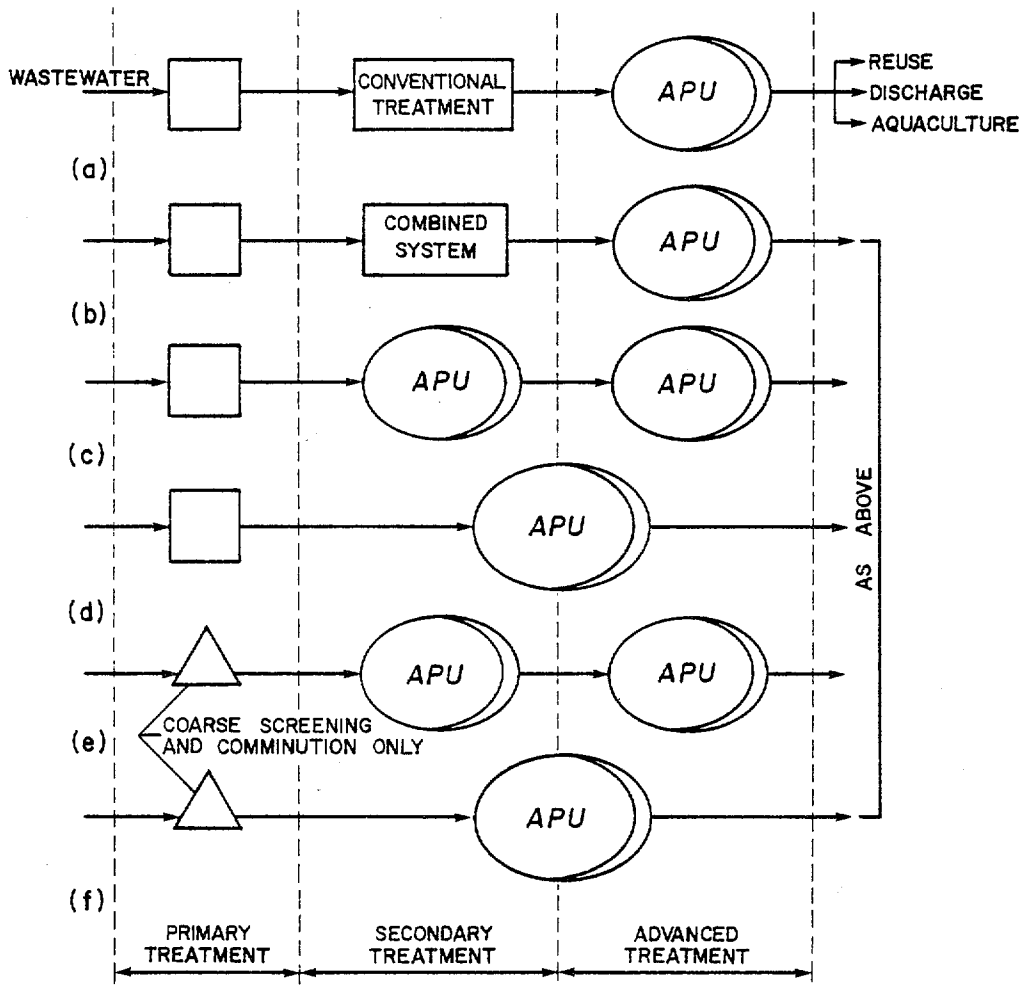 WASTEWATER
CONVENTIONAL
TREATMENT
APU
REUSE
DISCHARGE
AQUACULTURE
(a)
COMBINED
SYSTEM
APU
(b)
APU
APU
(c)
APU
AS ABOVE
(d)
APU
APU
COARSE SCREENING
AND COMMINUTION ONLY
(e)
APU
(f)
PRIMARY
TREATMENT
SECONDARY
TREATMENT
ADVANCED
TREATMENT